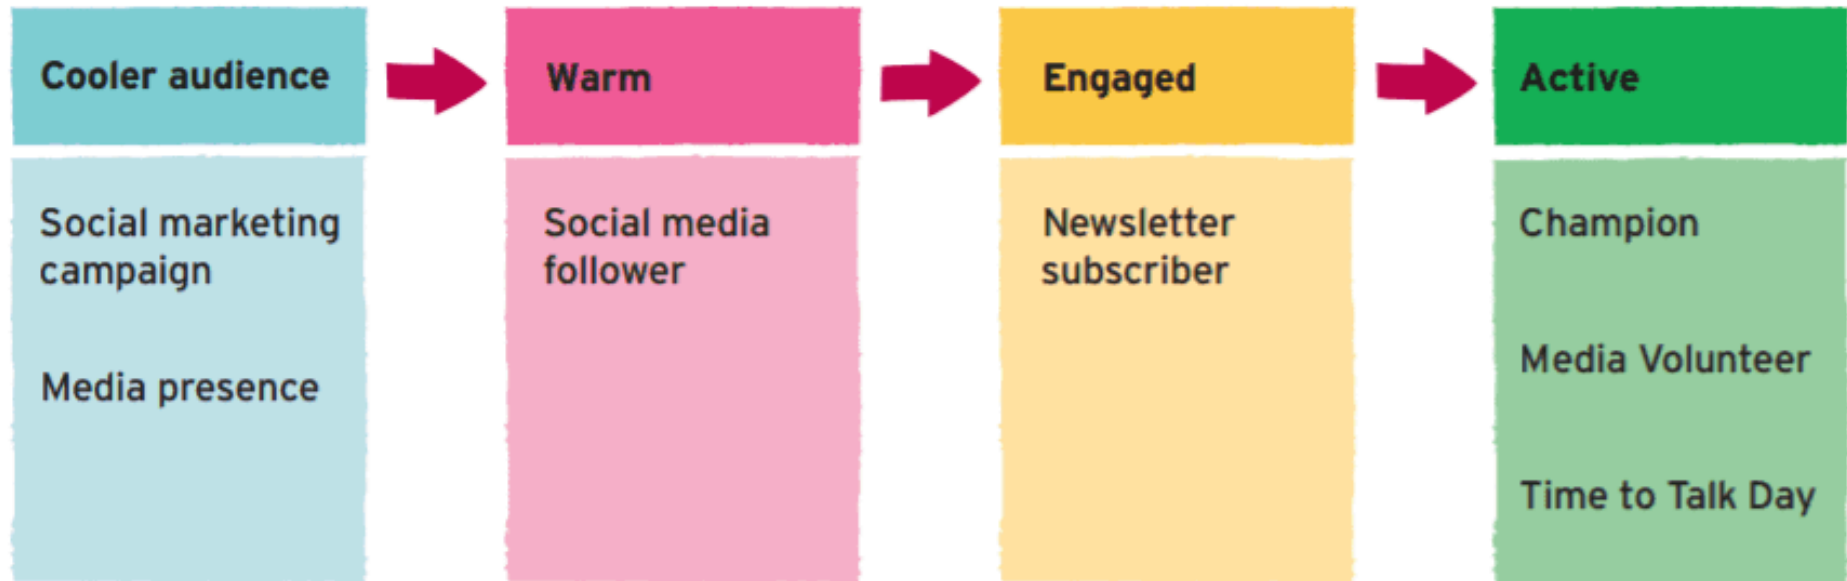 Cooler audience
Warm
Engaged
Active
Social marketing
campaign
Media presence
Social media
follower
Newsletter
subscriber
Champion
Media Volunteer
Time to Talk Day